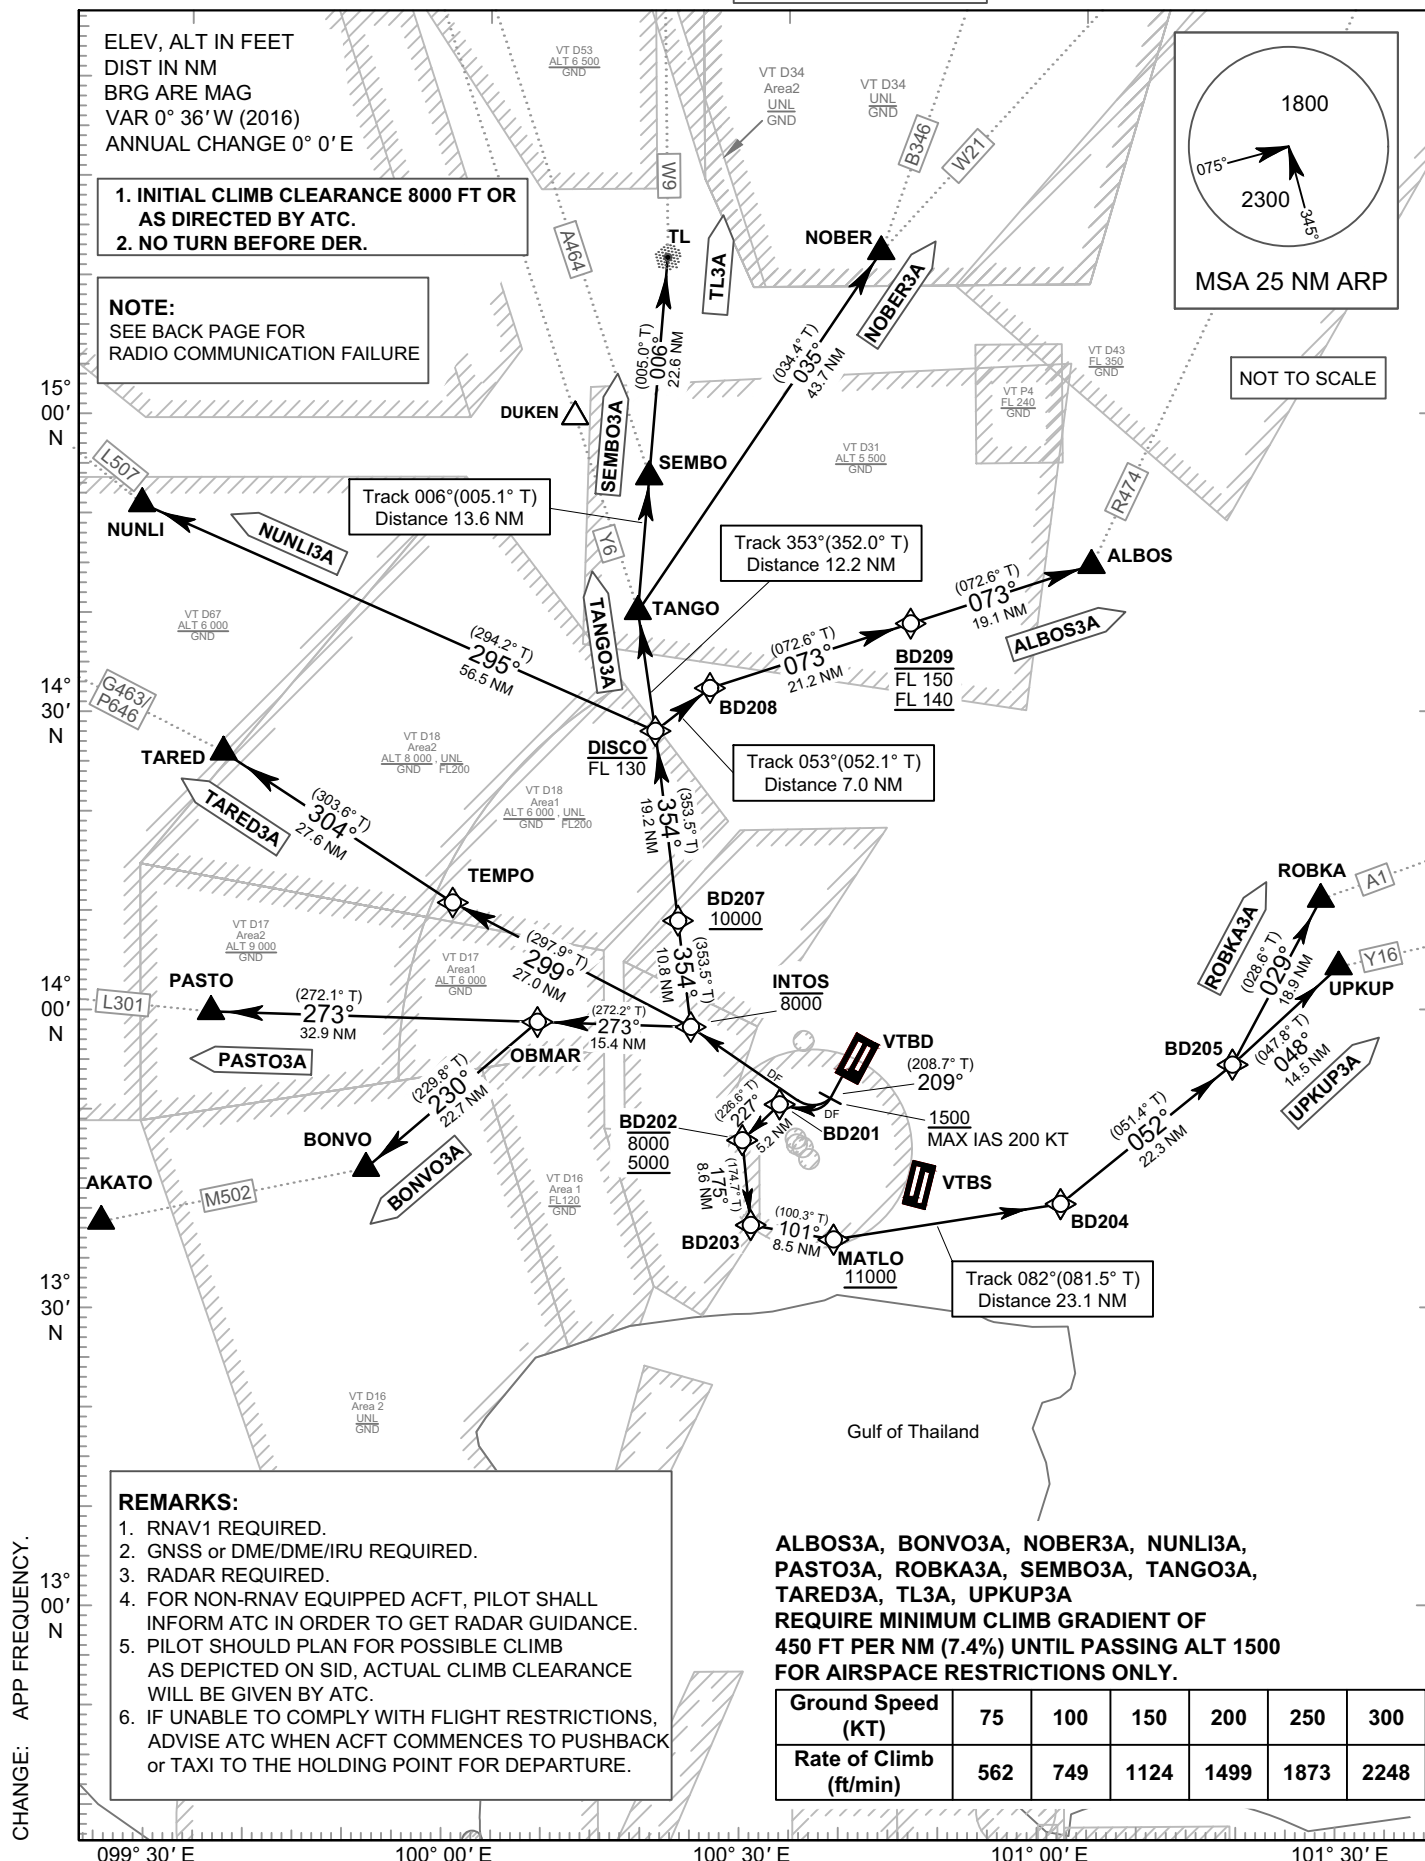 ELEV, ALT IN FEET
DIST IN NM
BRG ARE MAG
VAR 0° 36′ W (2016)
ANNUAL CHANGE 0° 0′ E
1. INITIAL CLIMB CLEARANCE 8000 FT OR
AS DIRECTED BY ATC.
2. NO TURN BEFORE DER.
NOTE:
SEE BACK PAGE FOR
RADIO COMMUNICATION FAILURE
VT D53
ALT 6 500
GND
VT D34
Area2
UNL
GND
VT D34
UNL
GND
1800
075°
2300
345°
MSA 25 NM ARP
NOT TO SCALE
W9
B346
W21
A464
TL
TL3A
NOBER
NOBER3A
(005.0° T)
006°
22.6 NM
(034.4° T)
035°
43.7 NM
VT D43
FL 350
GND
VT P4
FL 240
GND
VT D31
ALT 5 500
GND
15°
00′
N
DUKEN
SEMBO3A
SEMBO
L507
NUNLI
NUNLI3A
Track 006°(005.1° T)
Distance 13.6 NM
Y6
Track 353°(352.0° T)
Distance 12.2 NM
R474
ALBOS
(072.6° T)
073°
19.1 NM
ALBOS3A
TANGO
TANGO3A
VT D67
ALT 6 000
GND
(294.2° T)
295°
56.5 NM
(072.6° T)
073°
21.2 NM
BD209
FL 150
FL 140
BD208
G463/
P646
14°
30′
N
TARED
TARED3A
VT D18
Area2
ALT 8 000 , UNL
GND FL200
DISCO
FL 130
Track 053°(052.1° T)
Distance 7.0 NM
VT D18
Area1
ALT 6 000 , UNL
GND FL200
(303.6° T)
304°
27.6 NM
(353.5° T)
354°
19.2 NM
TEMPO
BD207
10000
ROBKA
A1
ROBKA3A
Y16
UPKUP
VT D17
Area2
ALT 9 000
GND
VT D17
Area1
ALT 6 000
GND
(297.9° T)
299°
27.0 NM
(353.5° T)
354°
10.8 NM
INTOS
8000
(028.6° T)
029°
18.9 NM
PASTO
14°
00′
N
L301
(272.1° T)
273°
32.9 NM
PASTO3A
OBMAR
(272.2° T)
273°
15.4 NM
VTBD
(208.7° T)
209°
BD205
(047.8° T)
048°
14.5 NM
UPKUP3A
(229.8° T)
230°
22.7 NM
DF
DF
(226.6° T)
227°
5.2 NM
BD201
1500
MAX IAS 200 KT
(051.4° T)
052°
22.3 NM
BD202
8000
5000
BONVO
BONVO3A
M502
AKATO
VT D16
Area 1
FL120
GND
(174.7° T)
175°
8.6 NM
VTBS
BD204
BD203
(100.3° T)
101°
8.5 NM
MATLO
11000
Track 082°(081.5° T)
Distance 23.1 NM
13°
30′
N
VT D16
Area 2
UNL
GND
Gulf of Thailand
REMARKS:
1. RNAV1 REQUIRED.
2. GNSS or DME/DME/IRU REQUIRED.
3. RADAR REQUIRED.
4. FOR NON-RNAV EQUIPPED ACFT, PILOT SHALL
INFORM ATC IN ORDER TO GET RADAR GUIDANCE.
5. PILOT SHOULD PLAN FOR POSSIBLE CLIMB
AS DEPICTED ON SID, ACTUAL CLIMB CLEARANCE
WILL BE GIVEN BY ATC.
6. IF UNABLE TO COMPLY WITH FLIGHT RESTRICTIONS,
ADVISE ATC WHEN ACFT COMMENCES TO PUSHBACK
or TAXI TO THE HOLDING POINT FOR DEPARTURE.
13°
00′
N
ALBOS3A, BONVO3A, NOBER3A, NUNLI3A,
PASTO3A, ROBKA3A, SEMBO3A, TANGO3A,
TARED3A, TL3A, UPKUP3A
REQUIRE MINIMUM CLIMB GRADIENT OF
450 FT PER NM (7.4%) UNTIL PASSING ALT 1500
FOR AIRSPACE RESTRICTIONS ONLY.
Ground Speed (KT) 75 100 150 200 250 300
Rate of Climb (ft/min) 562 749 1124 1499 1873 2248
CHANGE: APP FREQUENCY.
099° 30′ E 100° 00′ E 100° 30′ E 101° 00′ E 101° 30′ E